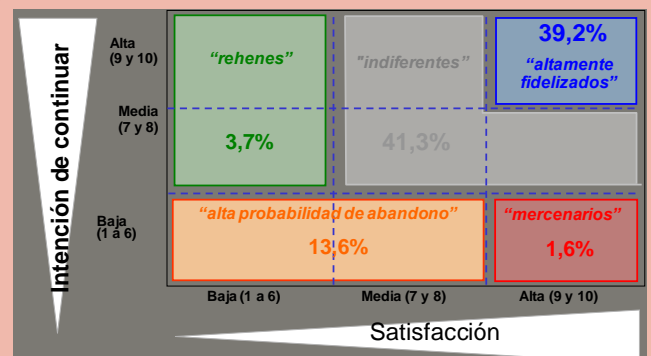 Intención de continuar
Alta
(9 y 10)
Media
(7 y 8)
Baja
(1 a 6)
“rehenes”
3,7%
"indiferentes”
41,3%
39,2%
“altamente
fidelizados”
“alta probabilidad de abandono”
13,6%
“mercenarios”
1,6%
Baja (1 a 6)
Media (7 y 8)
Alta (9 y 10)
Satisfacción